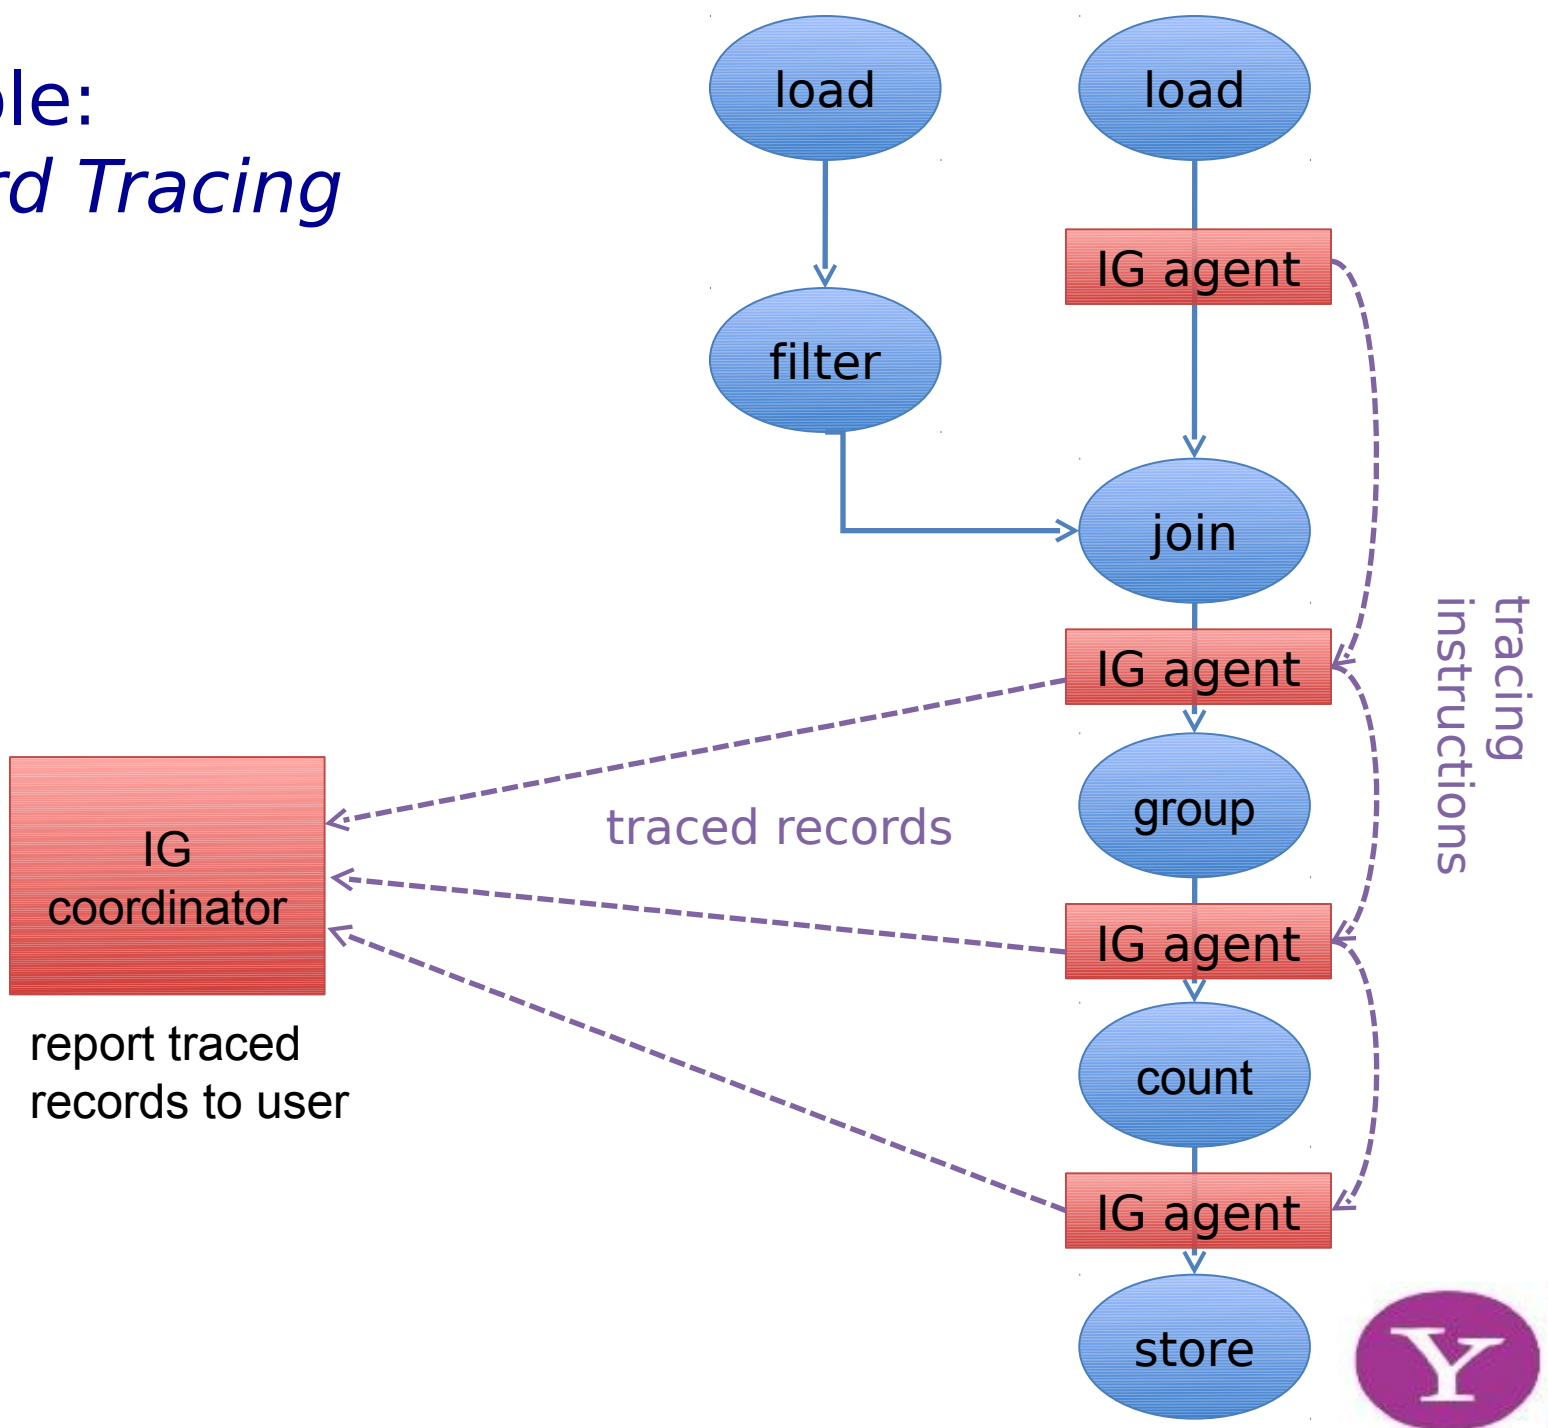 ple:
rd Tracing
load
load
IG agent
filter
join
IG agent
tracing
instructions
group
traced records
IG
coordinator
IG agent
report traced
records to user
count
IG agent
store
Y